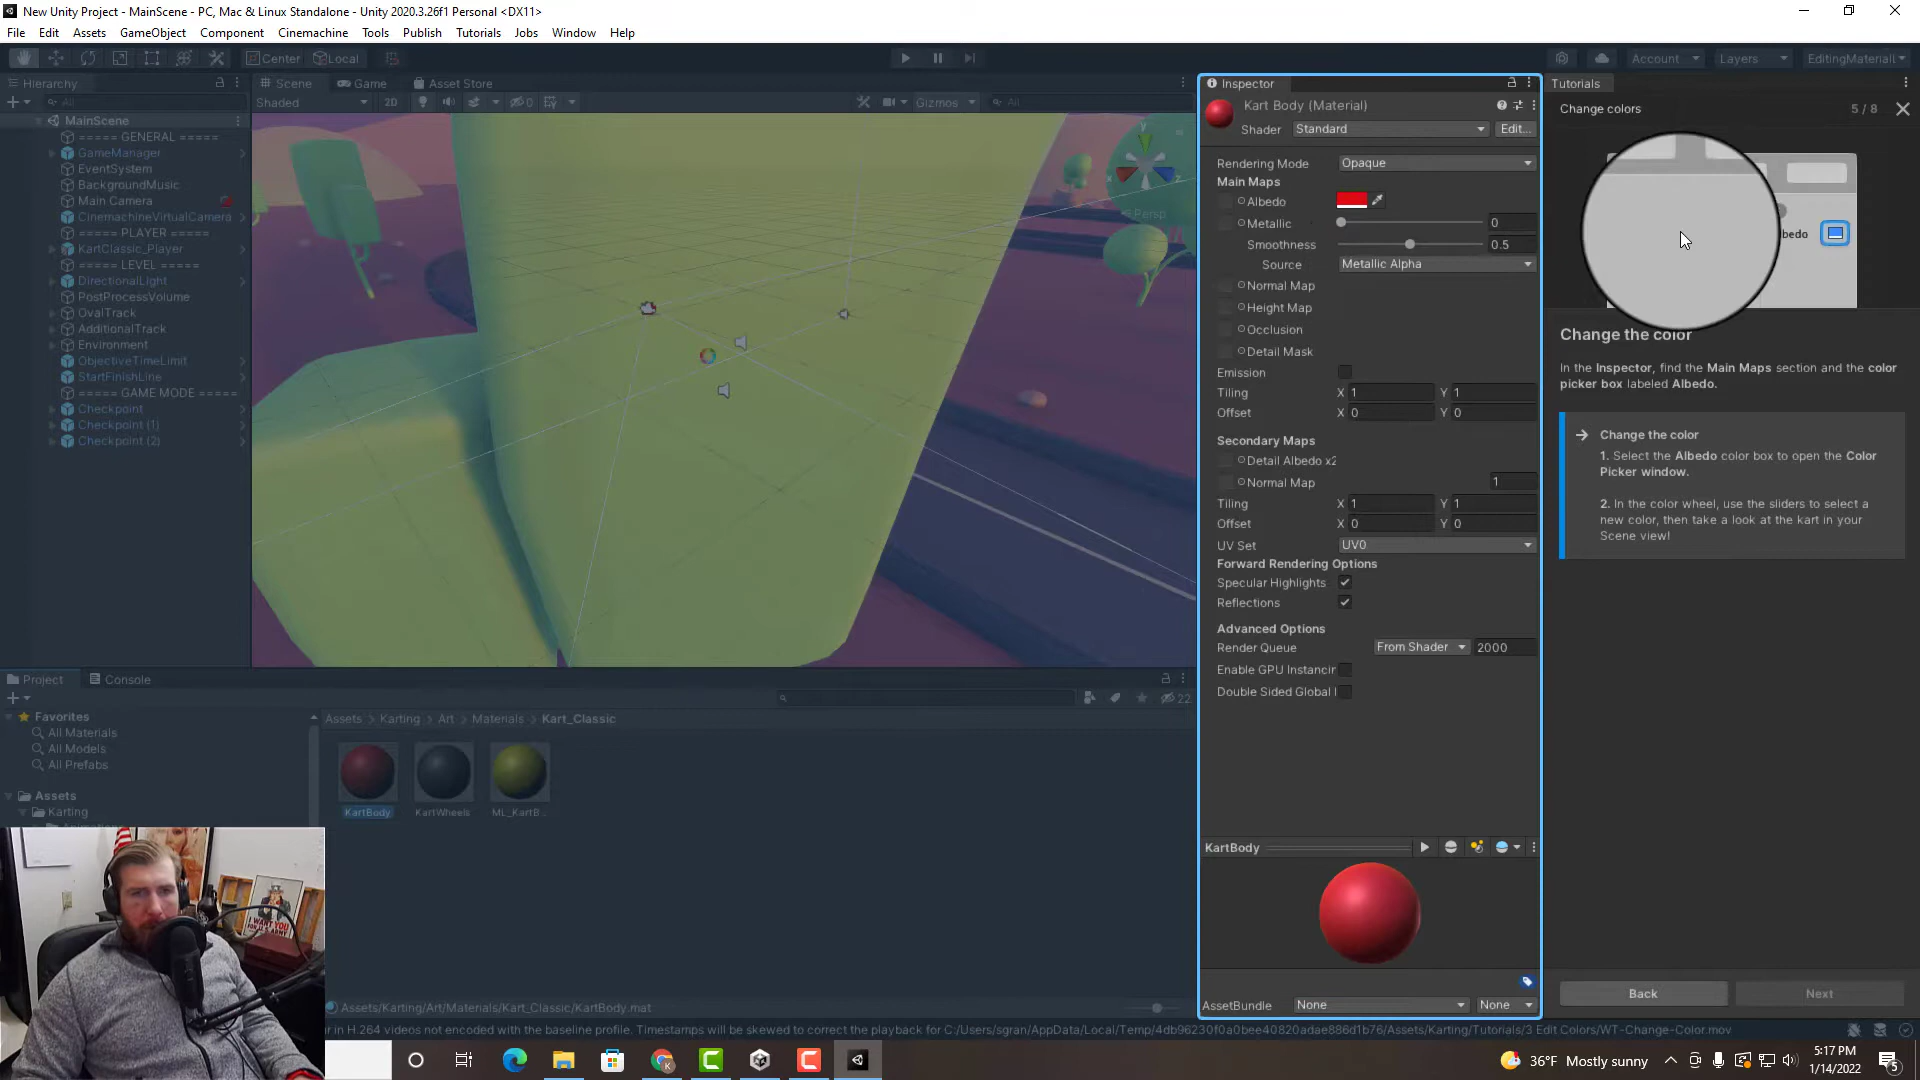 New Unity Project - MainScene - PC, Mac & Linux Standalone - Unity 2020.3.26f1 Personal <DX11>
File Edit Assets GameObject Component Cinemachine Tools Publish Tutorials Jobs Window Help
Center Local Account Layers EditingMaterial
Hierarchy
All
MainScene
===== GENERAL =====
GameManager
EventSystem
BackgroundMusic
Main Camera
CinemachineVirtualCamera
===== PLAYER =====
KartClassic_Player
===== LEVEL =====
DirectionalLight
PostProcessVolume
OvalTrack
AdditionalTrack
Environment
ObjectiveTimeLimit
StartFinishLine
===== GAME MODE =====
Checkpoint
Checkpoint (1)
Checkpoint (2)
Scene Game Asset Store
Shaded 2D 0 Gizmos All
y
x z
Persp
Inspector
Kart Body (Material)
Shader Standard Edit...
Rendering Mode Opaque
Main Maps
Albedo
Metallic 0
Smoothness 0.5
Source Metallic Alpha
Normal Map
Height Map
Occlusion
Detail Mask
Emission
Tiling X 1 Y 1
Offset X 0 Y 0
Secondary Maps
Detail Albedo x2
Normal Map 1
Tiling X 1 Y 1
Offset X 0 Y 0
UV Set UV0
Forward Rendering Options
Specular Highlights
Reflections
Advanced Options
Render Queue From Shader 2000
Enable GPU Instancin
Double Sided Global I
KartBody
AssetBundle None None
Tutorials
Change colors 5 / 8
bedo
Change the color
In the Inspector, find the Main Maps section and the color
picker box labeled Albedo.
Change the color
1. Select the Albedo color box to open the Color
Picker window.
2. In the color wheel, use the sliders to select a
new color, then take a look at the kart in your
Scene view!
Back Next
Project Console
22
Favorites
All Materials
All Models
All Prefabs
Assets
Karting
Assets > Karting > Art > Materials > Kart_Classic
KartBody KartWheels ML_KartB...
Assets/Karting/Art/Materials/Kart_Classic/KartBody.mat
ur in H.264 videos not encoded with the baseline profile. Timestamps will be skewed to correct the playback for C:/Users/sgran/AppData/Local/Temp/4db96230f0a0bee40820adae886d1b76/Assets/Karting/Tutorials/3 Edit Colors/WT-Change-Color.mov
I WANT YOU
36°F Mostly sunny
5:17 PM
1/14/2022
5